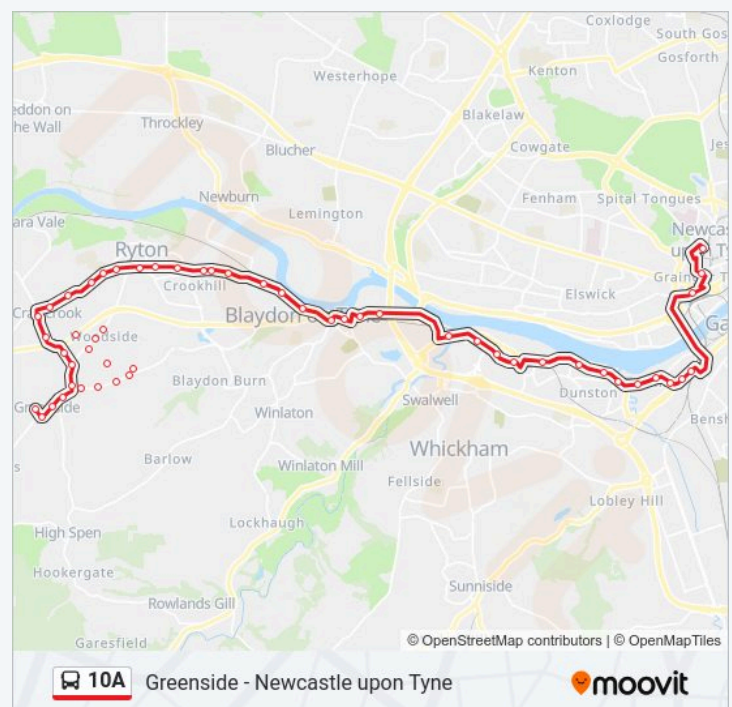 Coxlodge
South Gos
Gosforth
Kenton
Westerhope
eddon on
he Wall
Throckley
Blakelaw
Cowgate
Jes
Blucher
Newburn
Fenham
Spital Tongues
Lemington
ara Vale
Newcas
Ryton
Crookhill
Elswick
Blaydon
Blaydon Burn
Dunston
Swalwell
Bensh
Winlaton
Whickham
s
Barlow
Winlaton Mill
Fellside
Lobley Hill
Lockhaugh
High Spen
Hookergate
Sunniside
Rowlands Gill
Garesfield
© OpenStreetMap contributors | © OpenMapTiles
10A Greenside - Newcastle upon Tyne
moovit